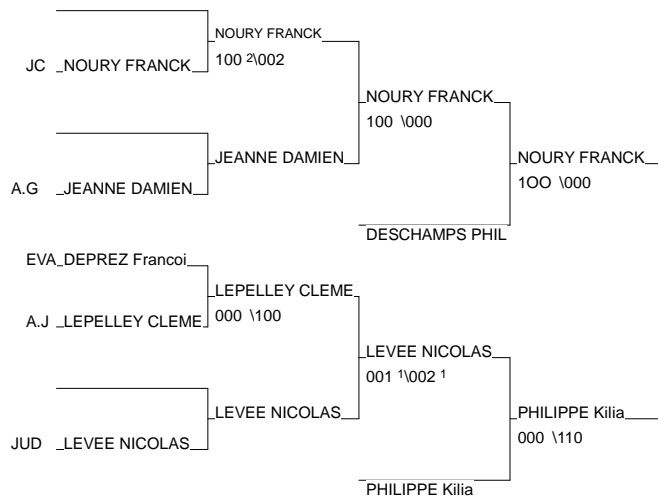 NOURY FRANCK
100 ²\002
JC NOURY FRANCK
NOURY FRANCK
100 \000
JEANNE DAMIEN
NOURY FRANCK
1OO \000
A.G JEANNE DAMIEN
DESCHAMPS PHIL
EVA DEPREZ Francoi
LEPELLEY CLEME
000 \100
A.J LEPELLEY CLEME
LEVEE NICOLAS
001 ¹\002 ¹
LEVEE NICOLAS
PHILIPPE Kilia
000 \110
JUD LEVEE NICOLAS
PHILIPPE Kilia